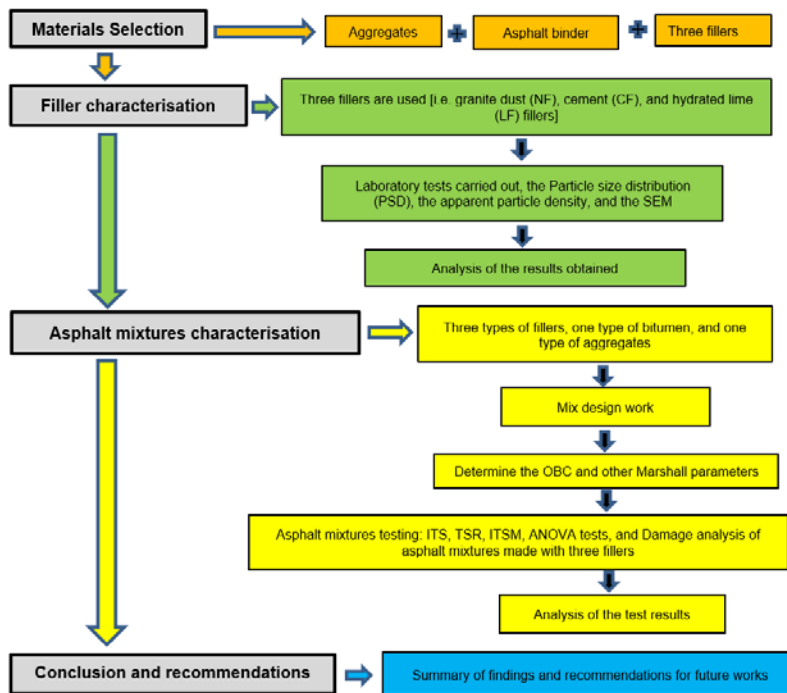 Materials Selection
Aggregates
+
Asphalt binder
+
Three fillers
Filler characterisation
Three fillers are used [i.e. granite dust (NF), cement (CF), and hydrated lime
(LF) fillers]
Laboratory tests carried out, the Particle size distribution
(PSD), the apparent particle density, and the SEM
Analysis of the results obtained
Asphalt mixtures characterisation
Three types of fillers, one type of bitumen, and one
type of aggregates
Mix design work
Determine the OBC and other Marshall parameters
Asphalt mixtures testing: ITS, TSR, ITSM, ANOVA tests, and Damage analysis of
asphalt mixtures made with three fillers
Analysis of the test results
Conclusion and recommendations
Summary of findings and recommendations for future works